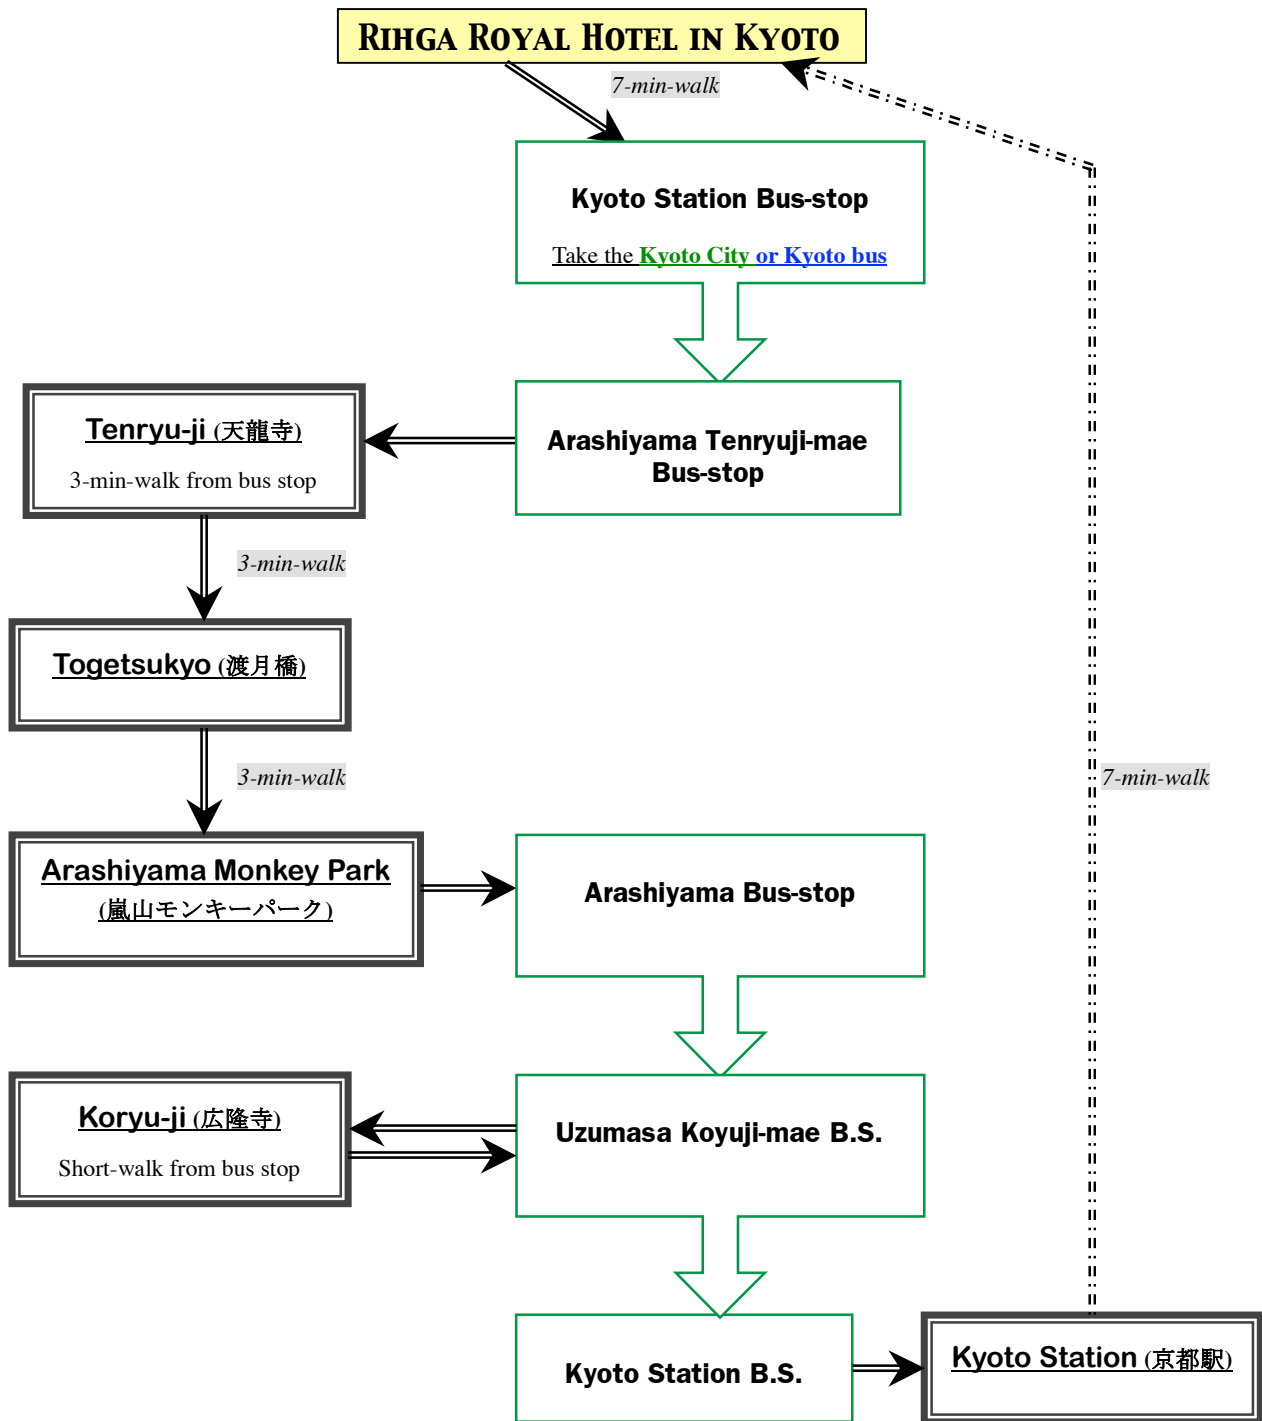 RIHGA ROYAL HOTEL IN KYOTO
7-min-walk
Kyoto Station Bus-stop
Take the Kyoto City or Kyoto bus
Tenryu-ji (天龍寺)
3-min-walk from bus stop
Arashiyama Tenryuji-mae
Bus-stop
3-min-walk
Togetsukyo (渡月橋)
3-min-walk
7-min-walk
Arashiyama Monkey Park
(嵐山モンキーパーク)
Arashiyama Bus-stop
Koryu-ji (広隆寺)
Short-walk from bus stop
Uzumasa Koyuji-mae B.S.
Kyoto Station B.S.
Kyoto Station (京都駅)